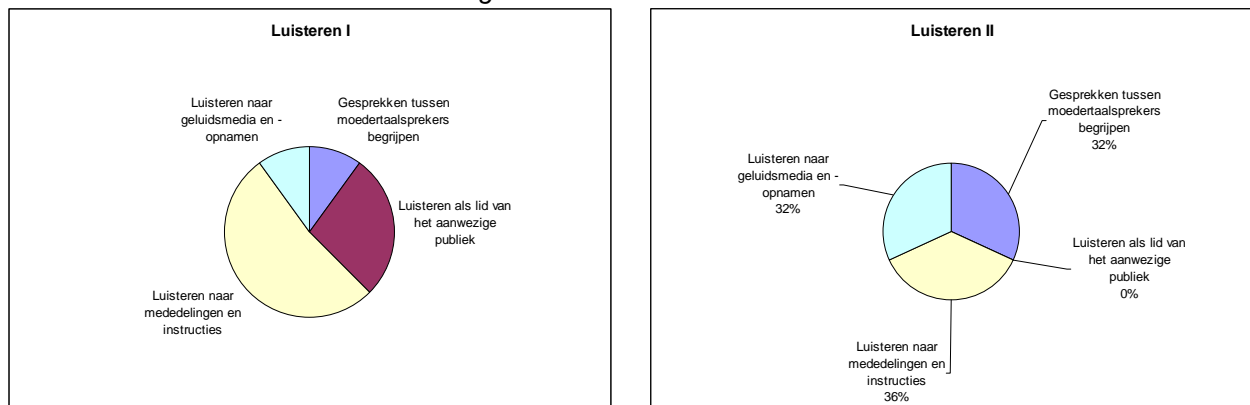 g
Luisteren I
Luisteren naar
geluidsmedia en -
opnamen
Gesprekken tussen
moedertaalsprekers
begrijpen
Luisteren als lid van
het aanwezige
publiek
Luisteren naar
mededelingen en
instructies
Luisteren II
Gesprekken tussen
moedertaalsprekers
begrijpen
32%
Luisteren naar
geluidsmedia en -
opnamen
32%
Luisteren als lid van
het aanwezige
publiek
0%
Luisteren naar
mededelingen en
instructies
36%